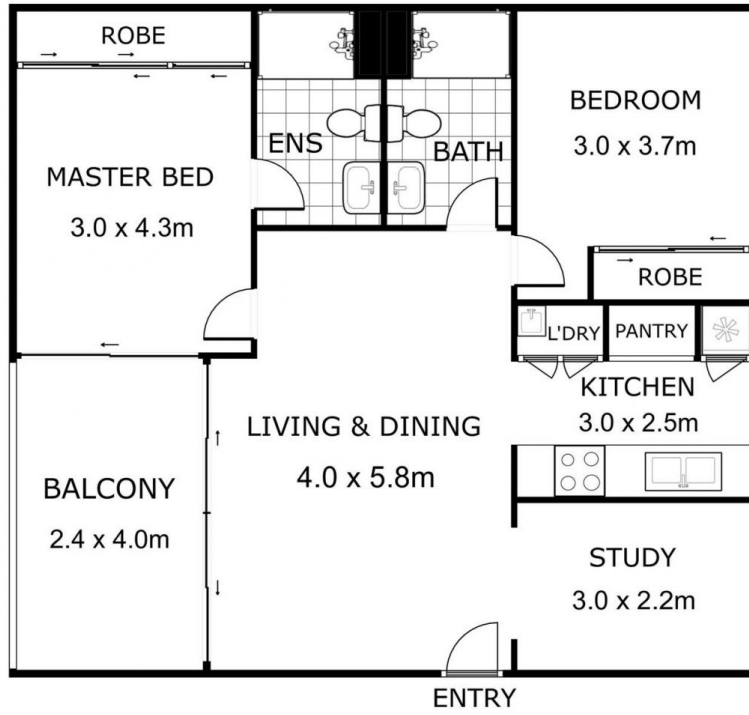 ROBE
ENS
BATH
BEDROOM
3.0 x 3.7m
MASTER BED
3.0 x 4.3m
ROBE
L'DRY
PANTRY
KITCHEN
3.0 x 2.5m
LIVING & DINING
4.0 x 5.8m
BALCONY
2.4 x 4.0m
STUDY
3.0 x 2.2m
ENTRY